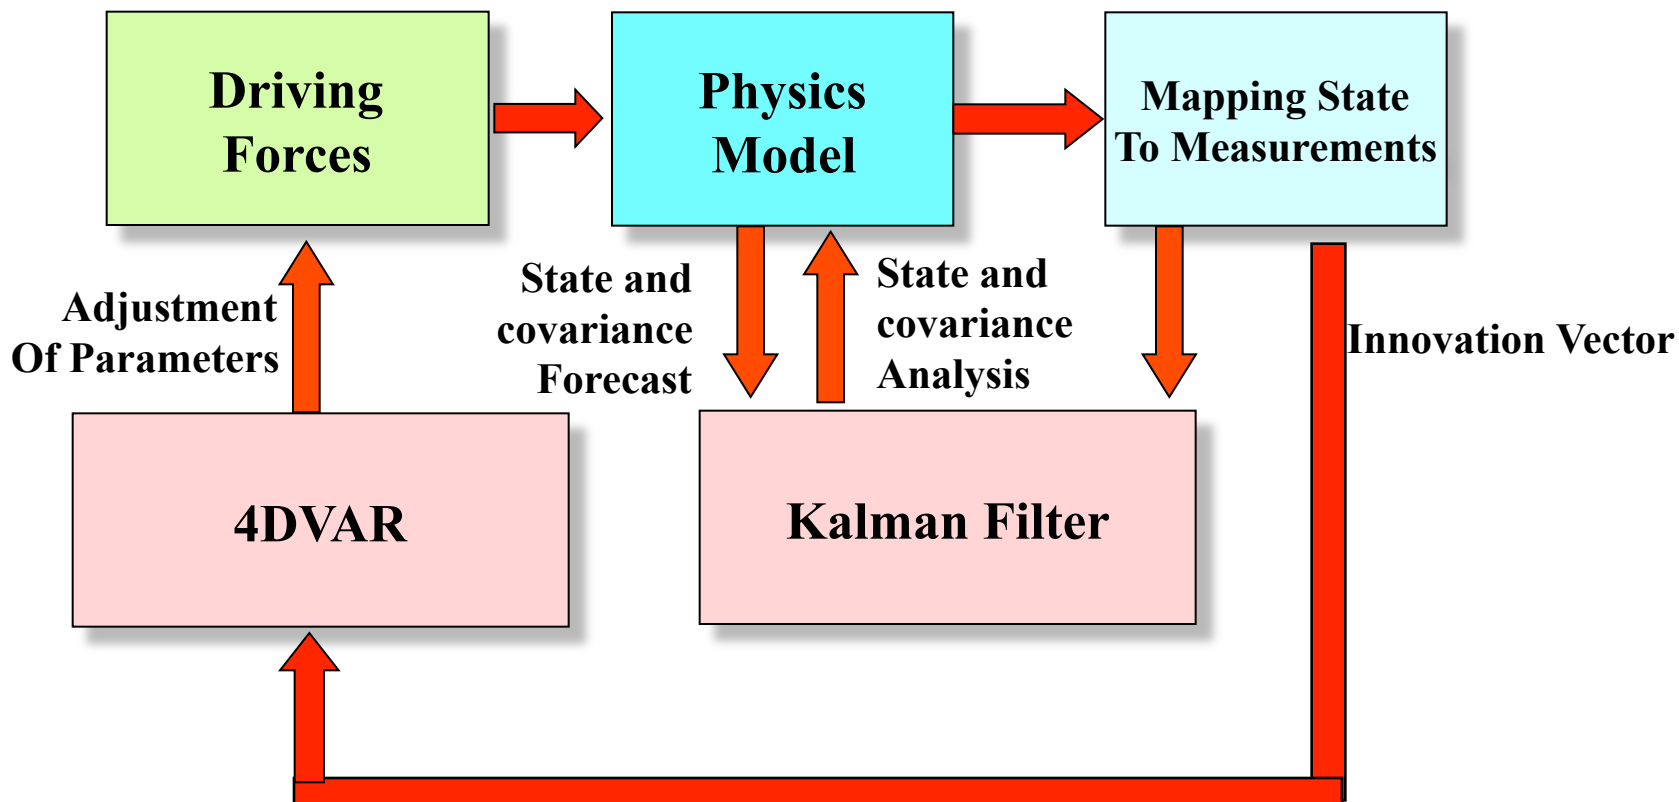 Driving
Forces
Physics
Model
Mapping State
To Measurements
Adjustment
Of Parameters
State and
covariance
Forecast
State and
covariance
Analysis
Innovation Vector
4DVAR
Kalman Filter